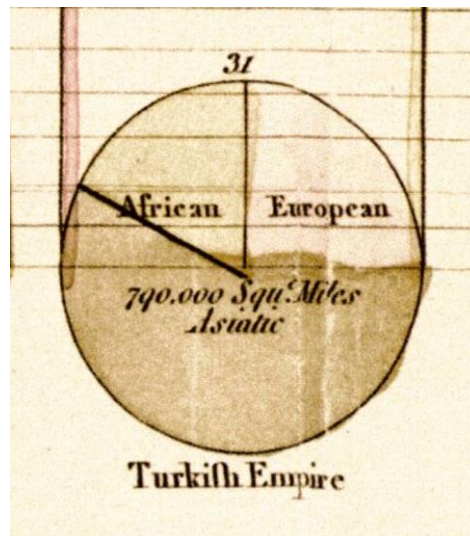 31
African European
790.000 Squ.ͤ Miles
Asiatic
Turkiſh Empire